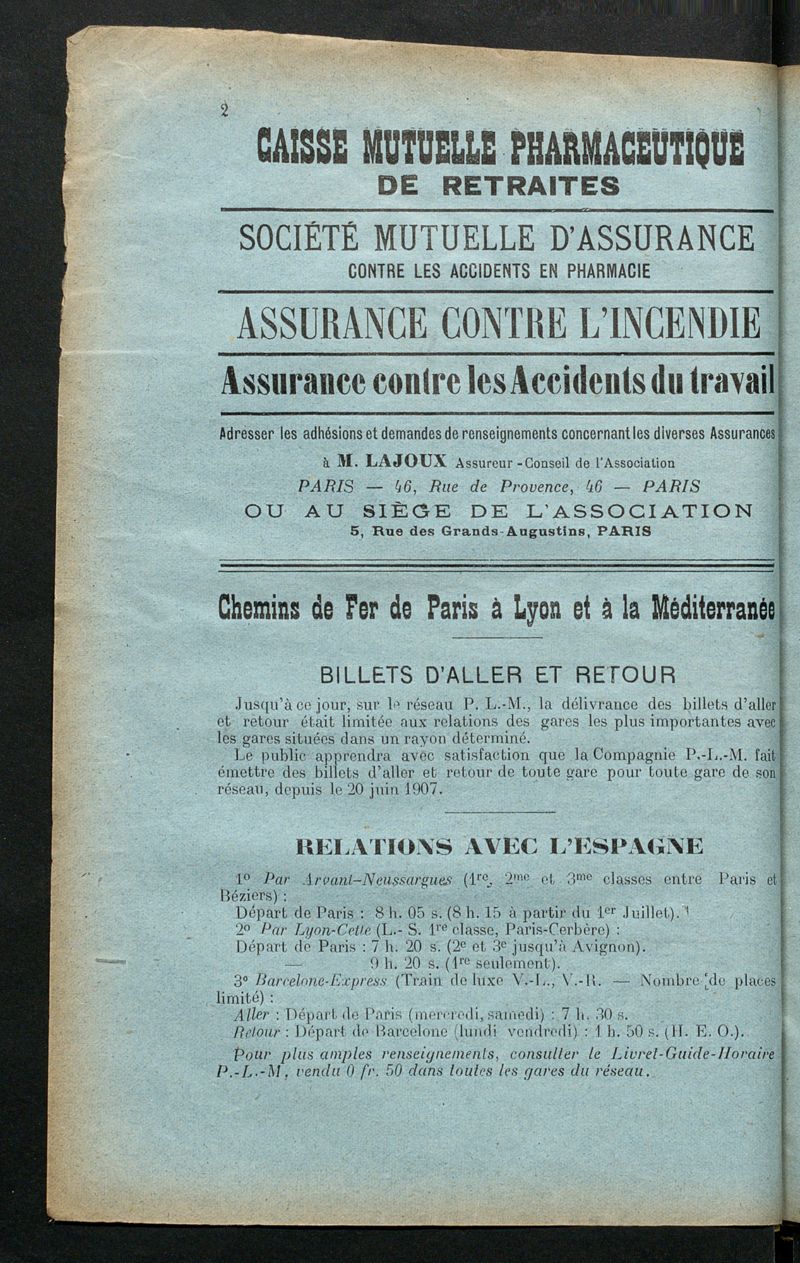 2
CAISSE MUTUELLE PHARMACEUTIQUE
DE RETRAITES
SOCIÉTÉ MUTUELLE D'ASSURANCE
CONTRE LES ACCIDENTS EN PHARMACIE
ASSURANCE CONTRE L'INCENDIE
Assurance contre les Accidents du travail
Adresser les adhésions et demandes de renseignements concernant les diverses Assurances
à M. LAJOUX Assureur-Conseil de l'Association
PARIS — 46, Rue de Provence, 46 — PARIS
OU AU SIÈGE DE L'ASSOCIATION
5, Rue des Grands-Augustins, PARIS
Chemins de Fer de Paris à Lyon et à la Méditerranée
BILLETS D'ALLER ET RETOUR
Jusqu'à ce jour, sur le réseau P. L.-M., la délivrance des billets d'aller
et retour était limitée aux relations des gares les plus importantes avec
les gares situées dans un rayon déterminé.
Le public apprendra avec satisfaction que la Compagnie P.-L.-M. fait
émettre des billets d'aller et retour de toute gare pour toute gare de son
réseau, depuis le 20 juin 1907.
RELATIONS AVEC L'ESPAGNE
1º Par Arvant-Neussargues (1re, 2me et 3me classes entre Paris et
Béziers) :
Départ de Paris : 8 h. 05 s. (8 h. 15 à partir du 1er Juillet).
2º Par Lyon-Cette (L.- S. 1re classe, Paris-Cerbère) :
Départ de Paris : 7 h. 20 s. (2e et 3e jusqu'à Avignon).
— 9 h. 20 s. (1re seulement).
3º Barcelone-Express (Train de luxe V.-L., V.-R. — Nombre de places
limité) :
Aller : Départ de Paris (mercredi, samedi) : 7 h. 30 s.
Retour : Départ de Barcelone (lundi vendredi) : 1 h. 50 s. (H. E. O.).
Pour plus amples renseignements, consulter le Livret-Guide-Horaire
P.-L.-M, vendu 0 fr. 50 dans toutes les gares du réseau.